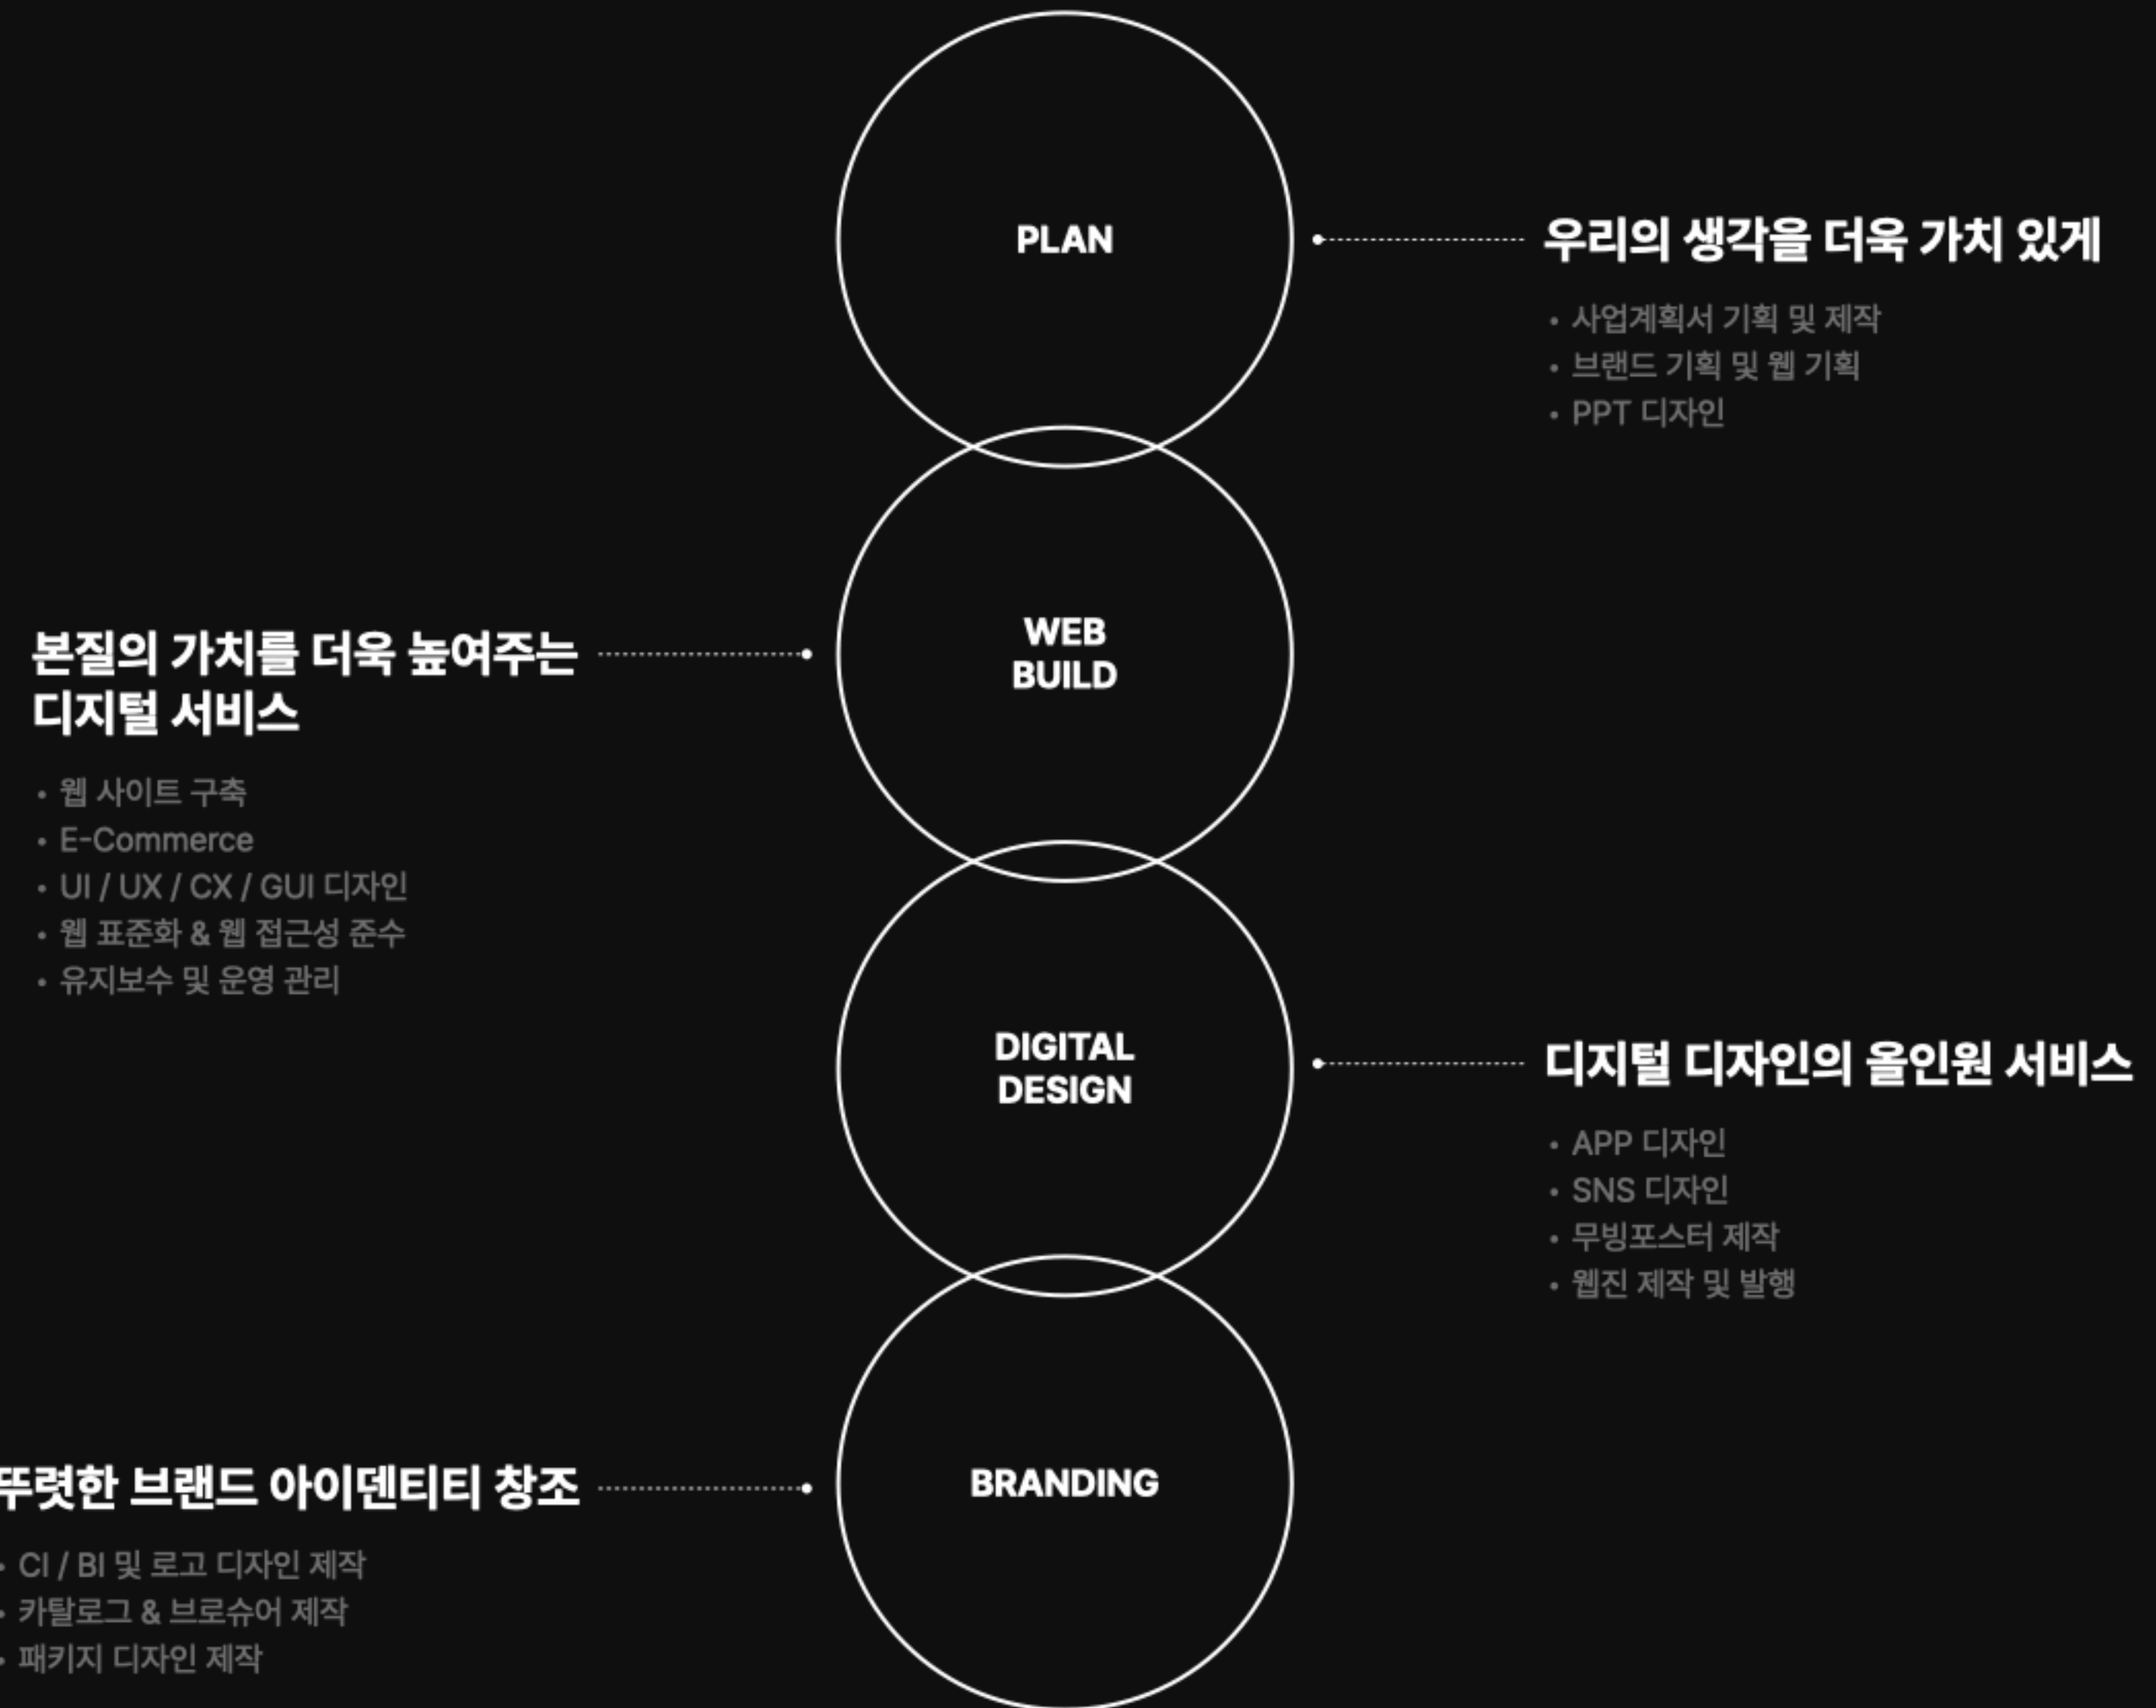 PLAN
우리의 생각을 더욱 가치 있게
• 사업계획서 기획 및 제작
• 브랜드 기획 및 웹 기획
• PPT 디자인
WEB
BUILD
본질의 가치를 더욱 높여주는
디지털 서비스
• 웹 사이트 구축
• E-Commerce
• UI / UX / CX / GUI 디자인
• 웹 표준화 & 웹 접근성 준수
• 유지보수 및 운영 관리
DIGITAL
DESIGN
디지털 디자인의 올인원 서비스
• APP 디자인
• SNS 디자인
• 무빙포스터 제작
• 웹진 제작 및 발행
BRANDING
뚜렷한 브랜드 아이덴티티 창조
• CI / BI 및 로고 디자인 제작
• 카탈로그 & 브로슈어 제작
• 패키지 디자인 제작